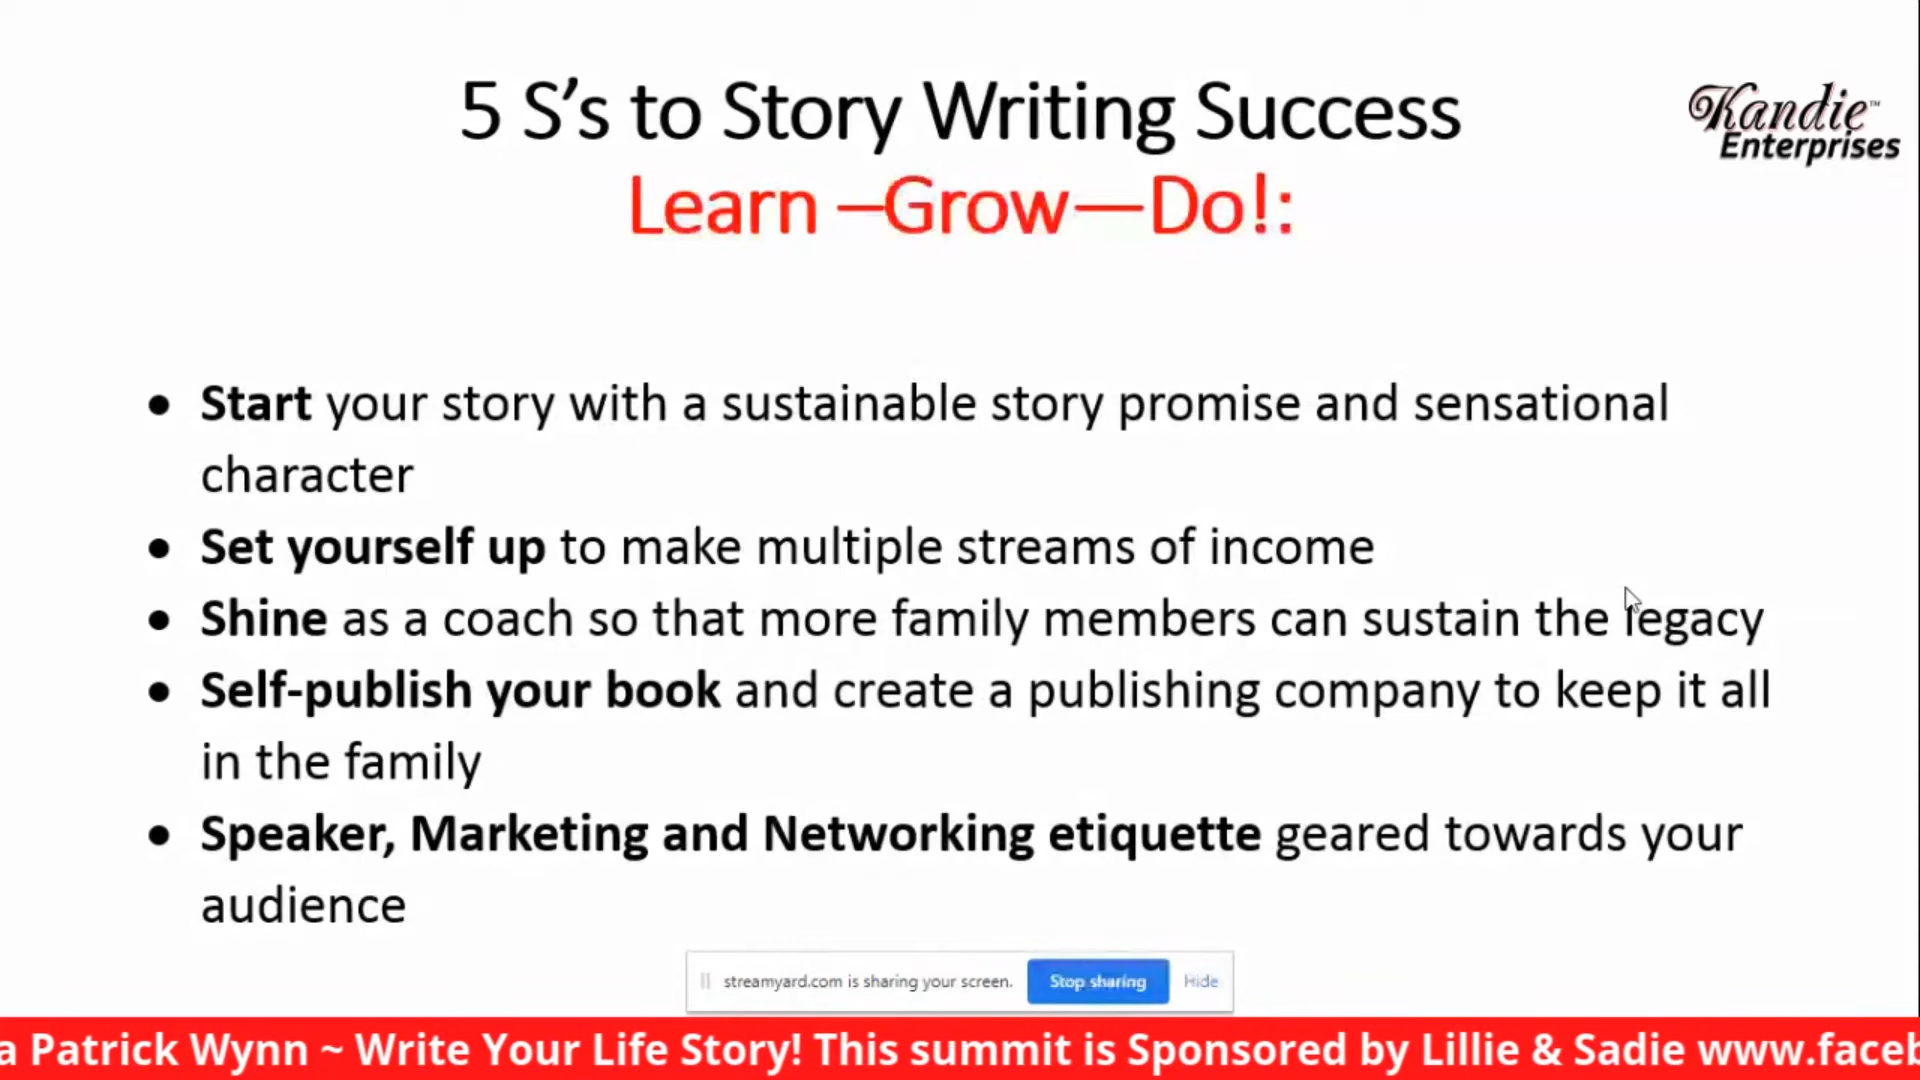 5 S’s to Story Writing Success
Learn –Grow—Do!:
Kandie™
Enterprises
• Start your story with a sustainable story promise and sensational
character
• Set yourself up to make multiple streams of income
• Shine as a coach so that more family members can sustain the legacy
• Self-publish your book and create a publishing company to keep it all
in the family
• Speaker, Marketing and Networking etiquette geared towards your
audience
streamyard.com is sharing your screen. Stop sharing Hide
a Patrick Wynn ~ Write Your Life Story! This summit is Sponsored by Lillie & Sadie www.faceb